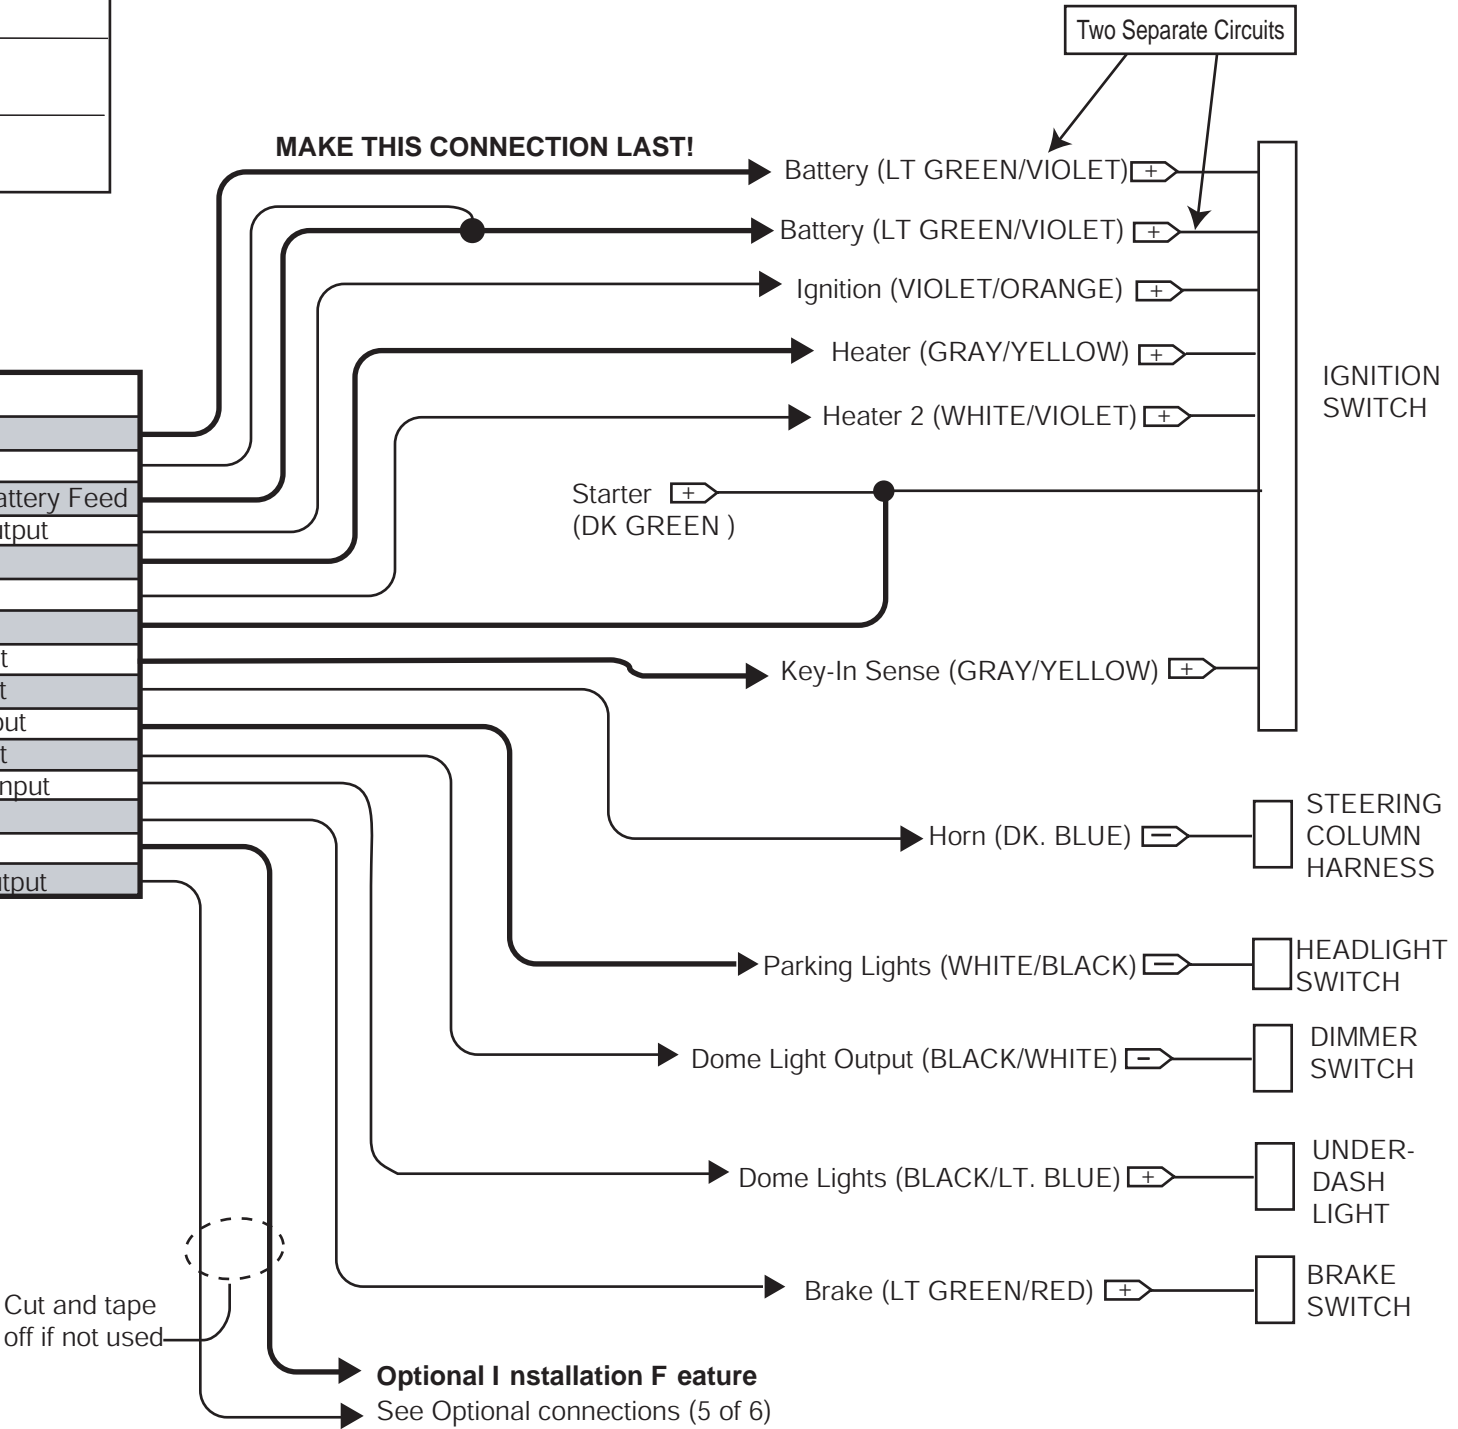 Two Separate Circuits
MAKE THIS CONNECTION LAST!
Battery (LT GREEN/VIOLET) +
Battery (LT GREEN/VIOLET) +
Ignition (VIOLET/ORANGE) +
Heater (GRAY/YELLOW) +
IGNITION
SWITCH
Heater 2 (WHITE/VIOLET) +
attery Feed
Starter +
(DK GREEN )
tput
t
Key-In Sense (GRAY/YELLOW) +
t
out
t
nput
Horn (DK. BLUE) −
STEERING
COLUMN
HARNESS
tput
Parking Lights (WHITE/BLACK) −
HEADLIGHT
SWITCH
Dome Light Output (BLACK/WHITE) -
DIMMER
SWITCH
Dome Lights (BLACK/LT. BLUE) +
UNDER-
DASH
LIGHT
Brake (LT GREEN/RED) +
BRAKE
SWITCH
Cut and tape
off if not used
Optional I nstallation F eature
See Optional connections (5 of 6)